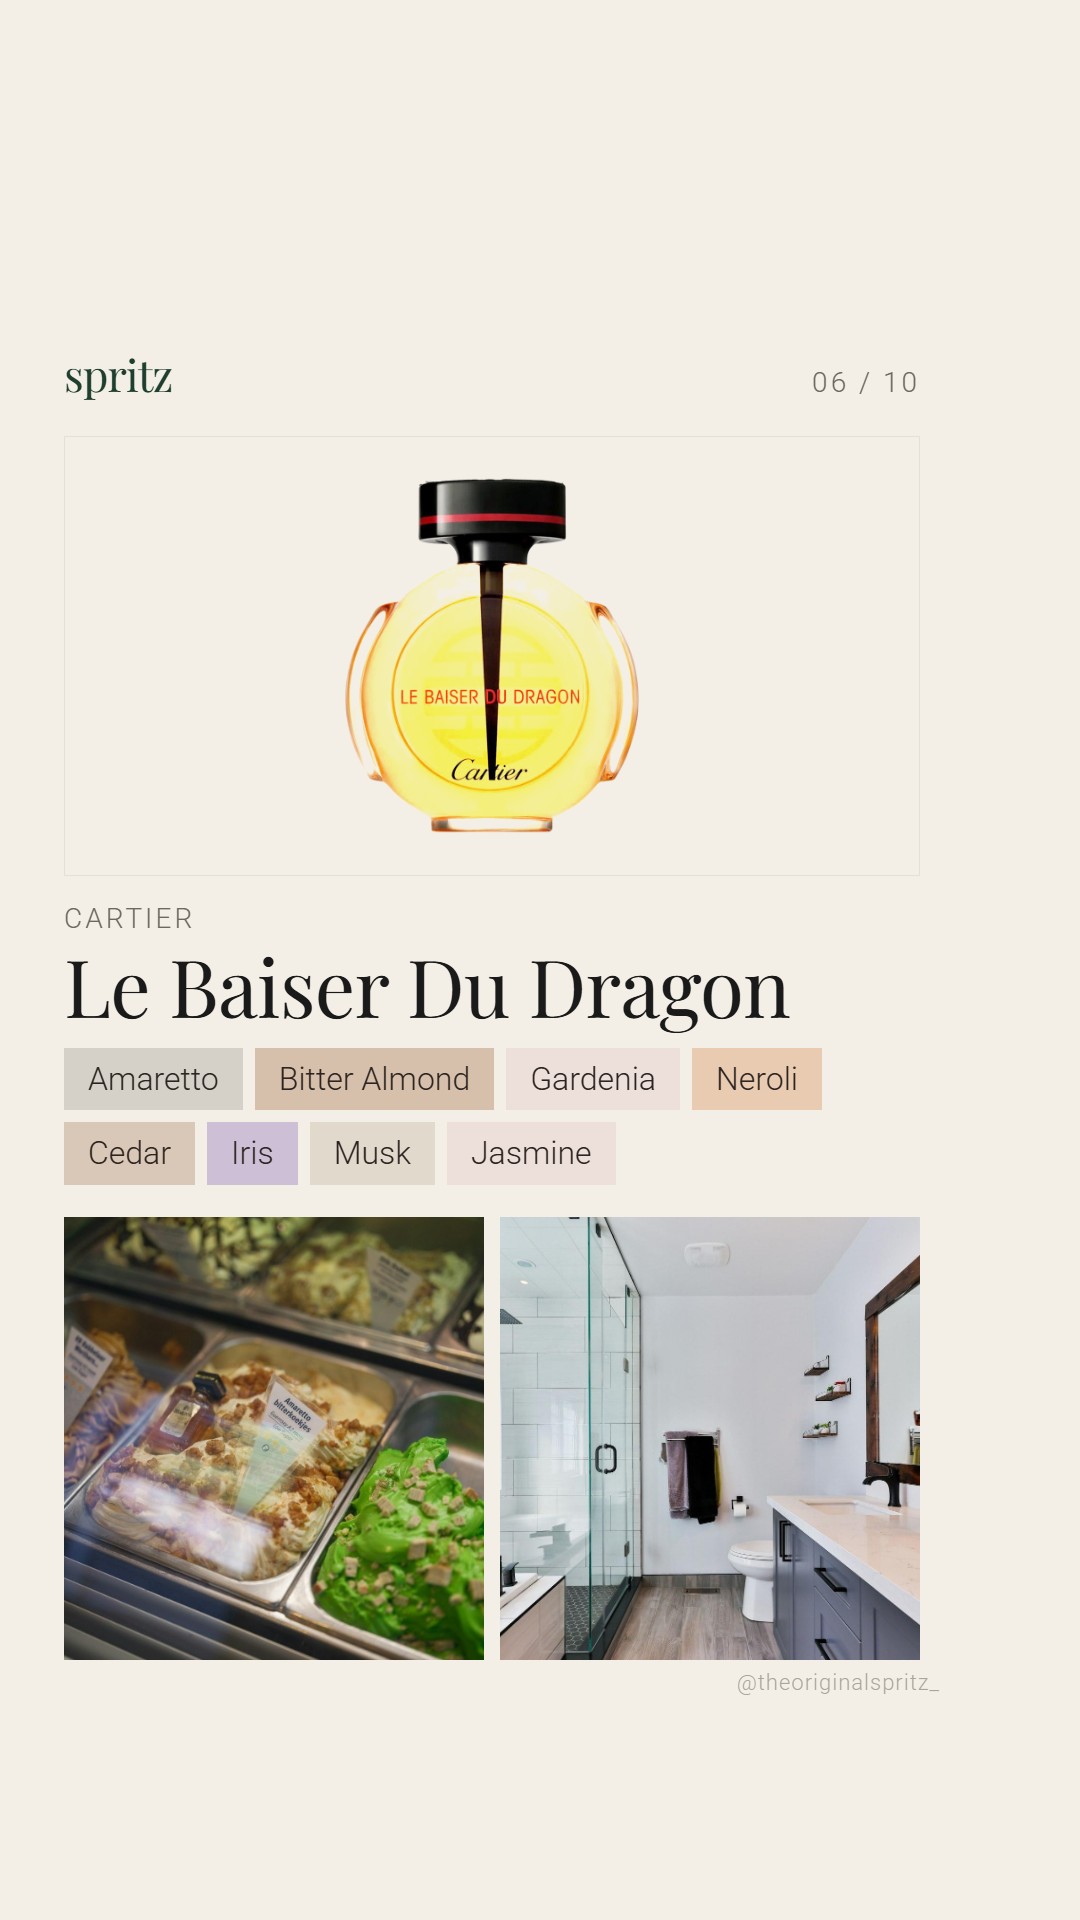 spritz
06 / 10
LE BAISER DU DRAGON
Cartier
CARTIER
Le Baiser Du Dragon
Amaretto
Bitter Almond
Gardenia
Neroli
Cedar
Iris
Musk
Jasmine
Amaretto
bitterkoekjes
@theoriginalspritz_